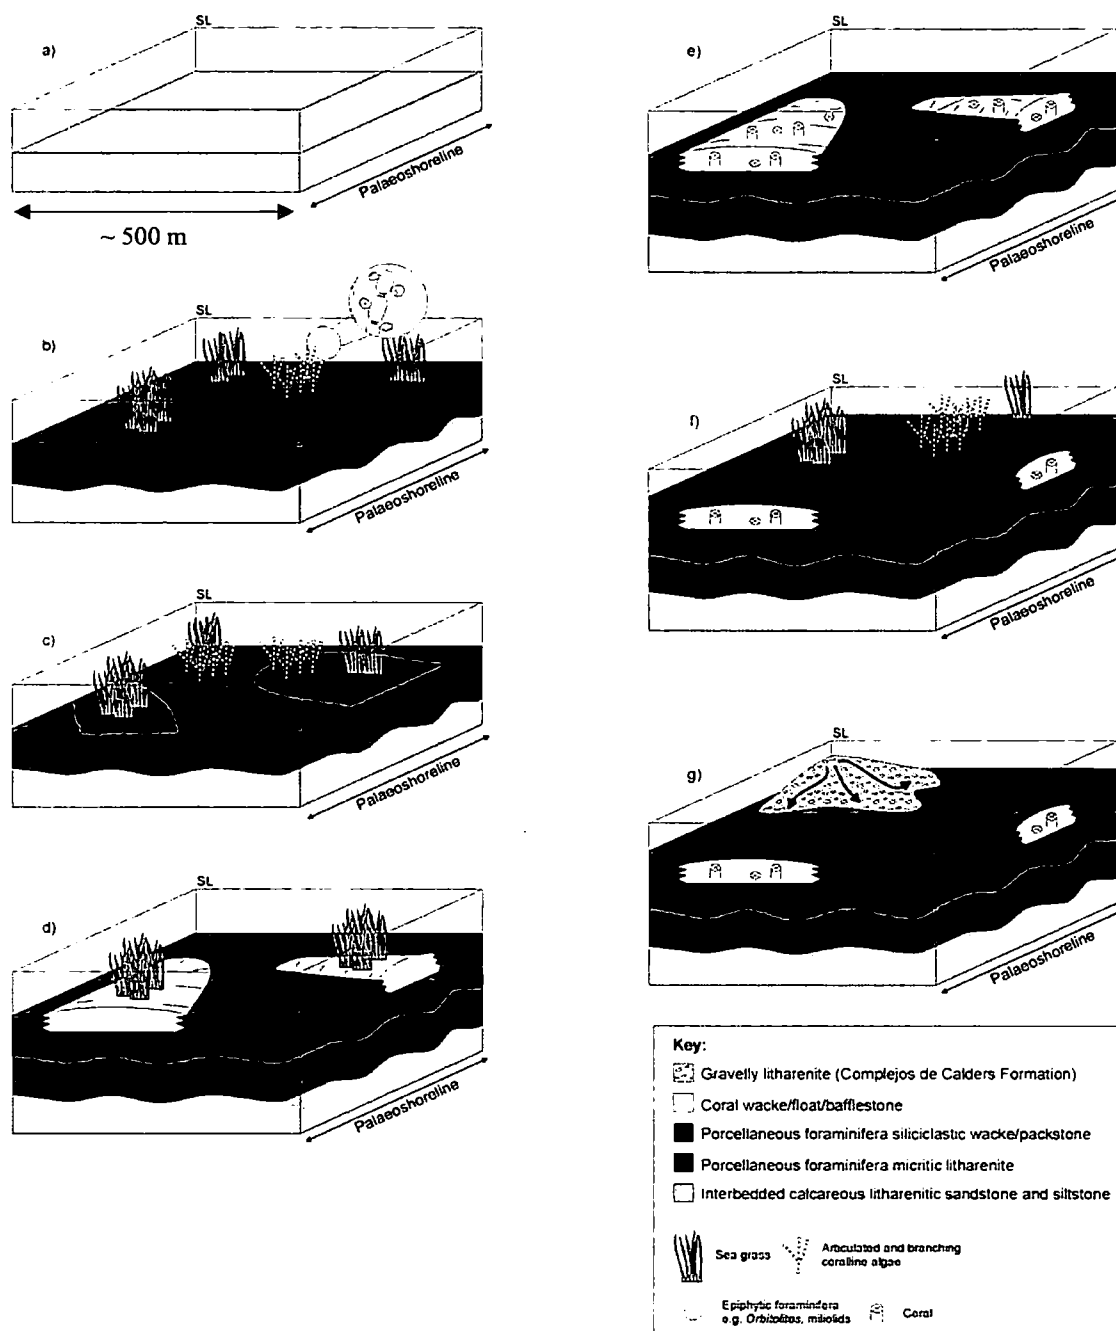 a)
SL
Palaeoshoreline
~ 500 m
b)
SL
Palaeoshoreline
c)
SL
Palaeoshoreline
d)
SL
Palaeoshoreline
e)
SL
Palaeoshoreline
f)
SL
Palaeoshoreline
g)
SL
Palaeoshoreline
Key:
Gravelly litharenite (Complejos de Calders Formation)
Coral wacke/float/bafflestone
Porcellaneous foraminifera siliciclastic wacke/packstone
Porcellaneous foraminifera micritic litharenite
Interbedded calcareous litharenitic sandstone and siltstone
Sea grass
Articulated and branching
coralline algae
Epiphytic foraminifera
e.g. Orbitolites, miliolids
Coral